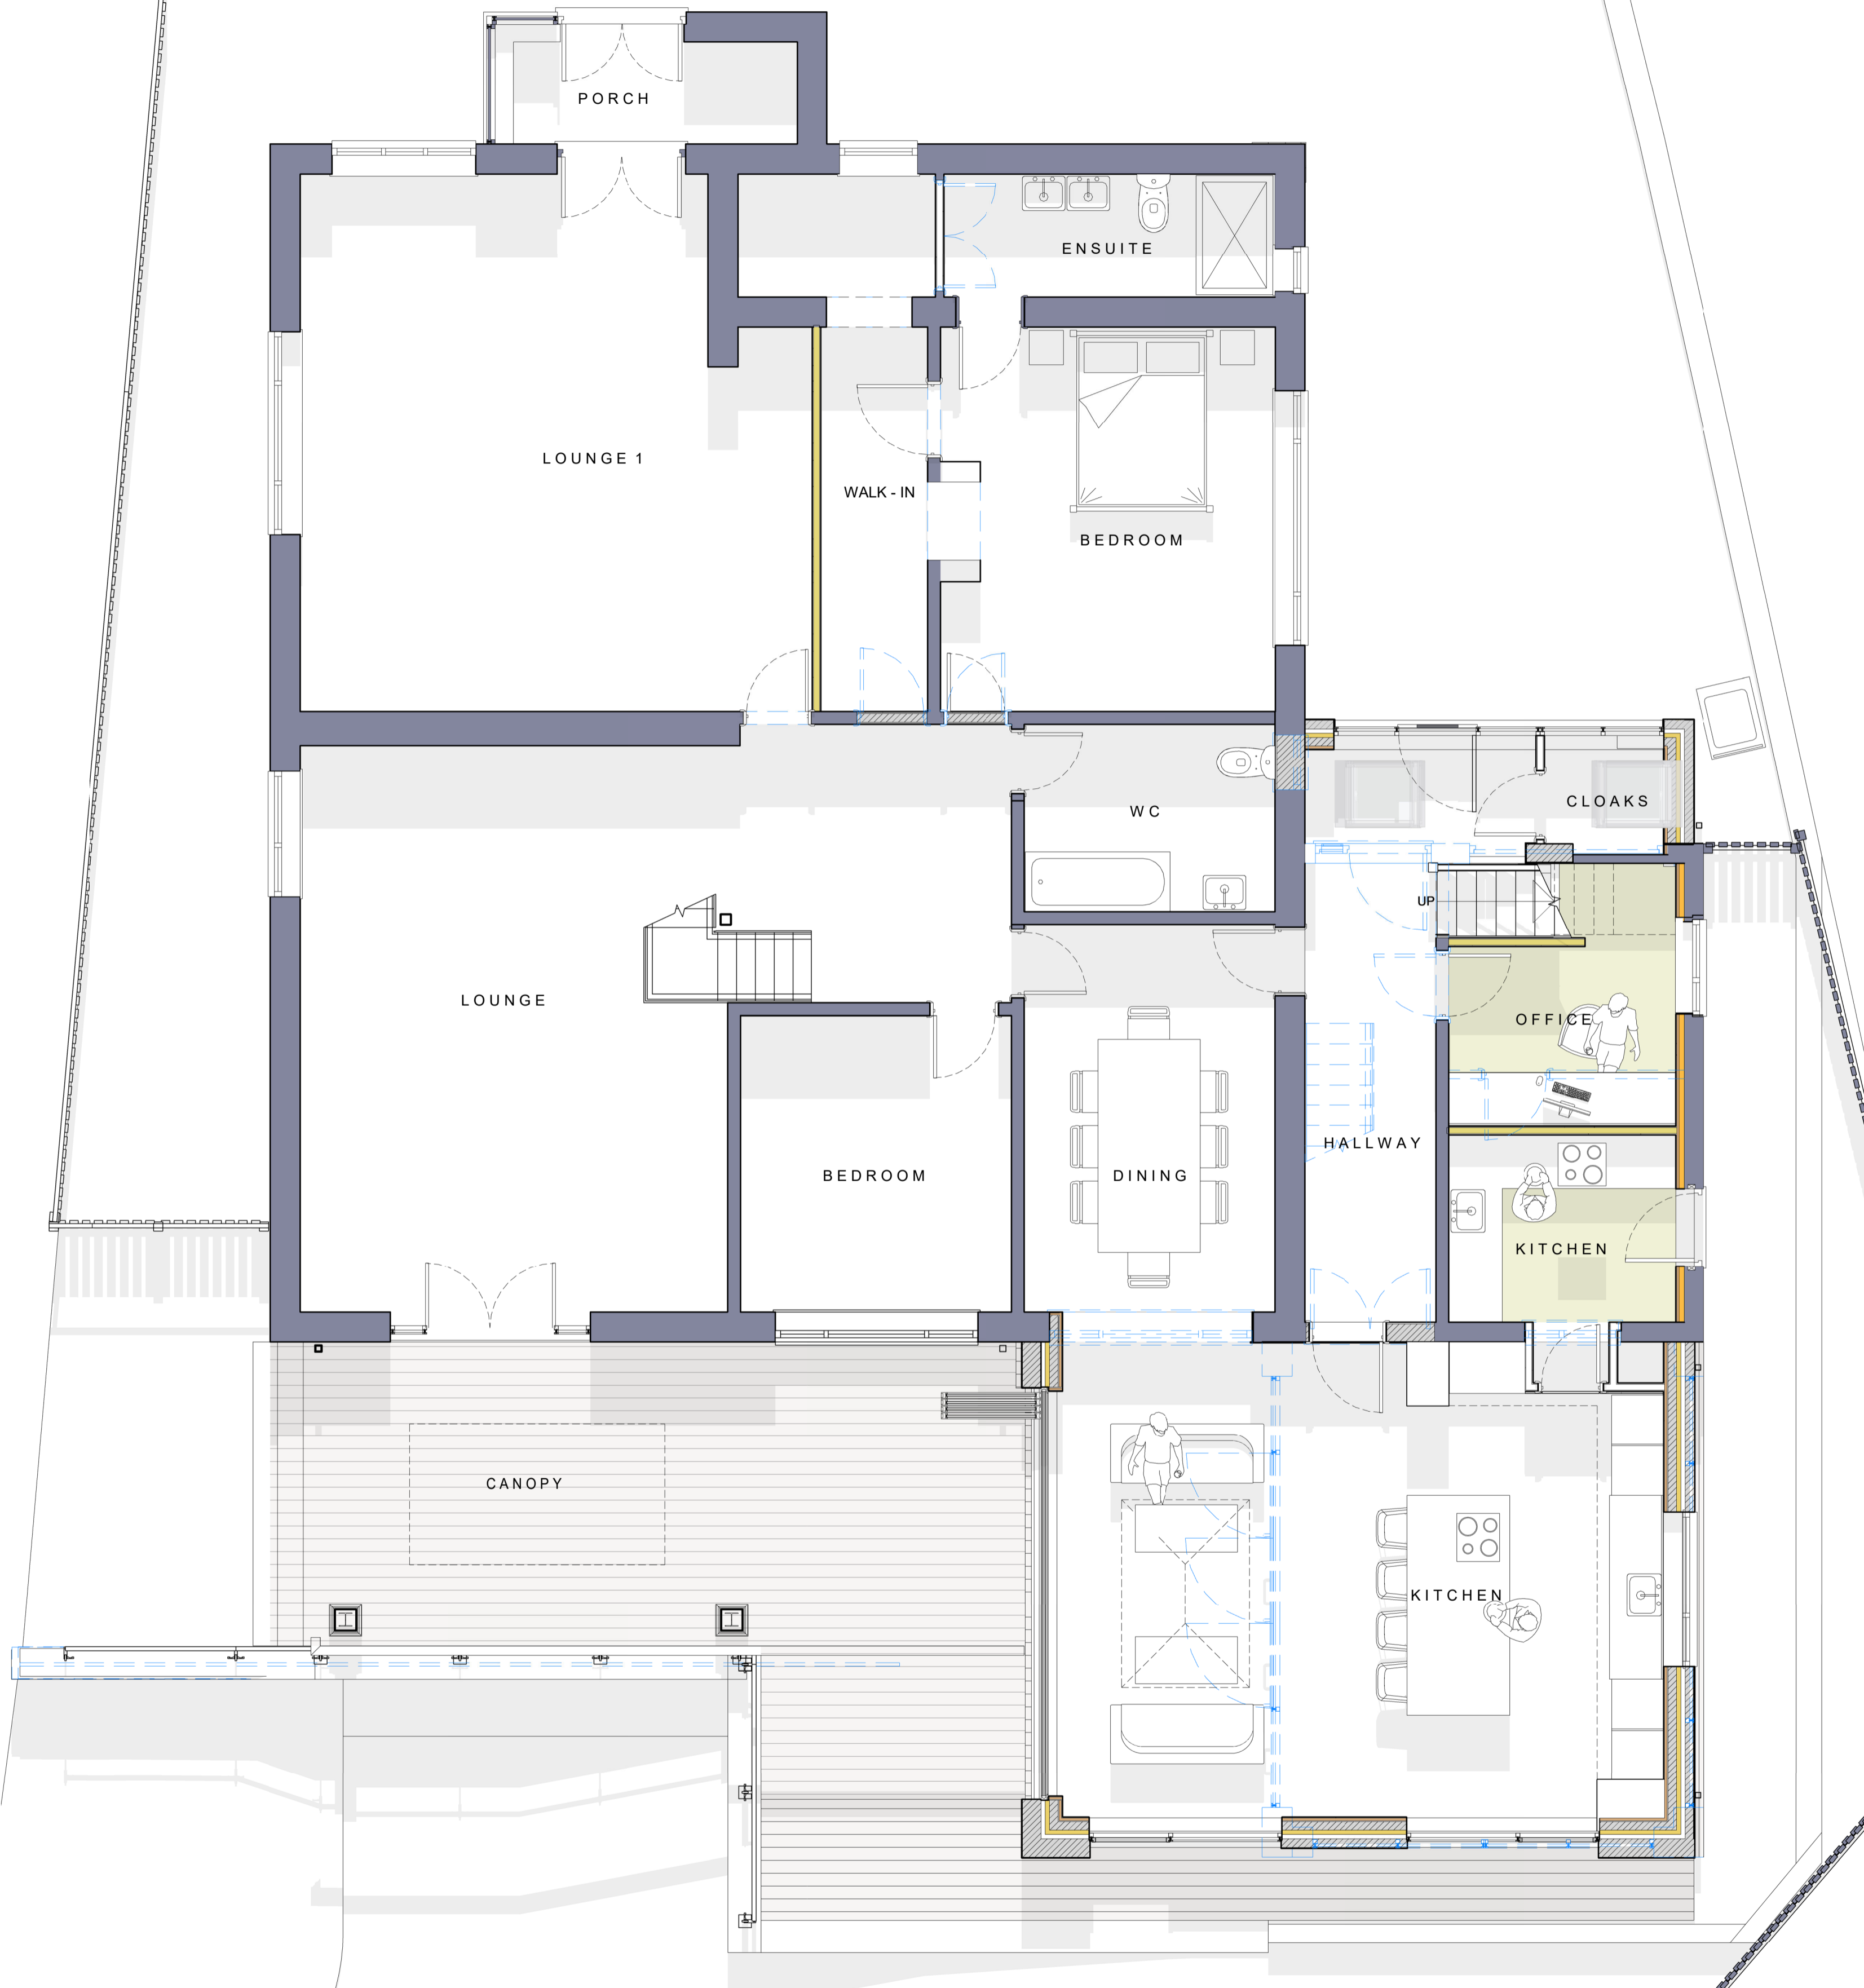 PORCH
ENSUITE
LOUNGE 1
WALK - IN
BEDROOM
CLOAKS
WC
UP
LOUNGE
OFFICE
HALLWAY
BEDROOM
DINING
KITCHEN
CANOPY
KITCHEN